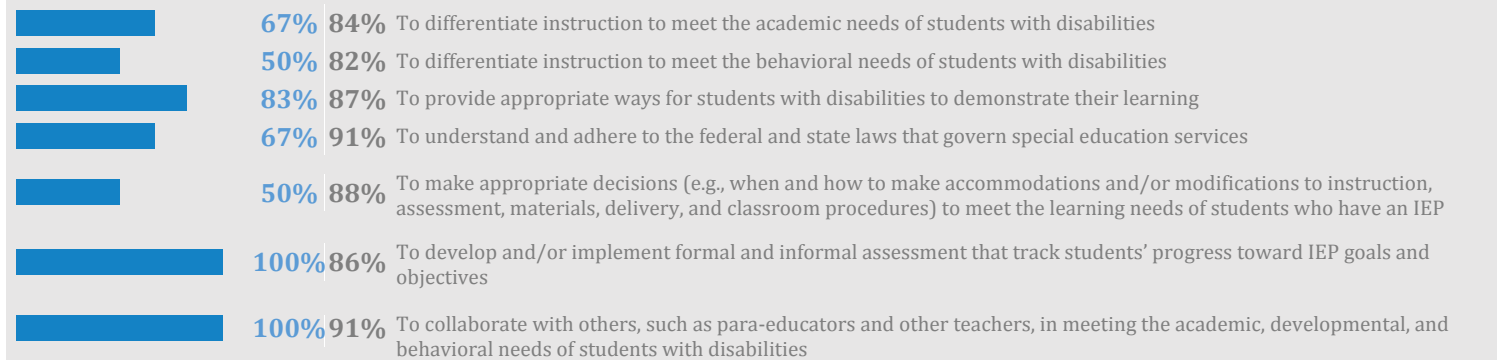 67% 84% To differentiate instruction to meet the academic needs of students with disabilities
50% 82% To differentiate instruction to meet the behavioral needs of students with disabilities
83% 87% To provide appropriate ways for students with disabilities to demonstrate their learning
67% 91% To understand and adhere to the federal and state laws that govern special education services
50% 88% To make appropriate decisions (e.g., when and how to make accommodations and/or modifications to instruction,
assessment, materials, delivery, and classroom procedures) to meet the learning needs of students who have an IEP
100% 86% To develop and/or implement formal and informal assessment that track students’ progress toward IEP goals and
objectives
100% 91% To collaborate with others, such as para-educators and other teachers, in meeting the academic, developmental, and
behavioral needs of students with disabilities